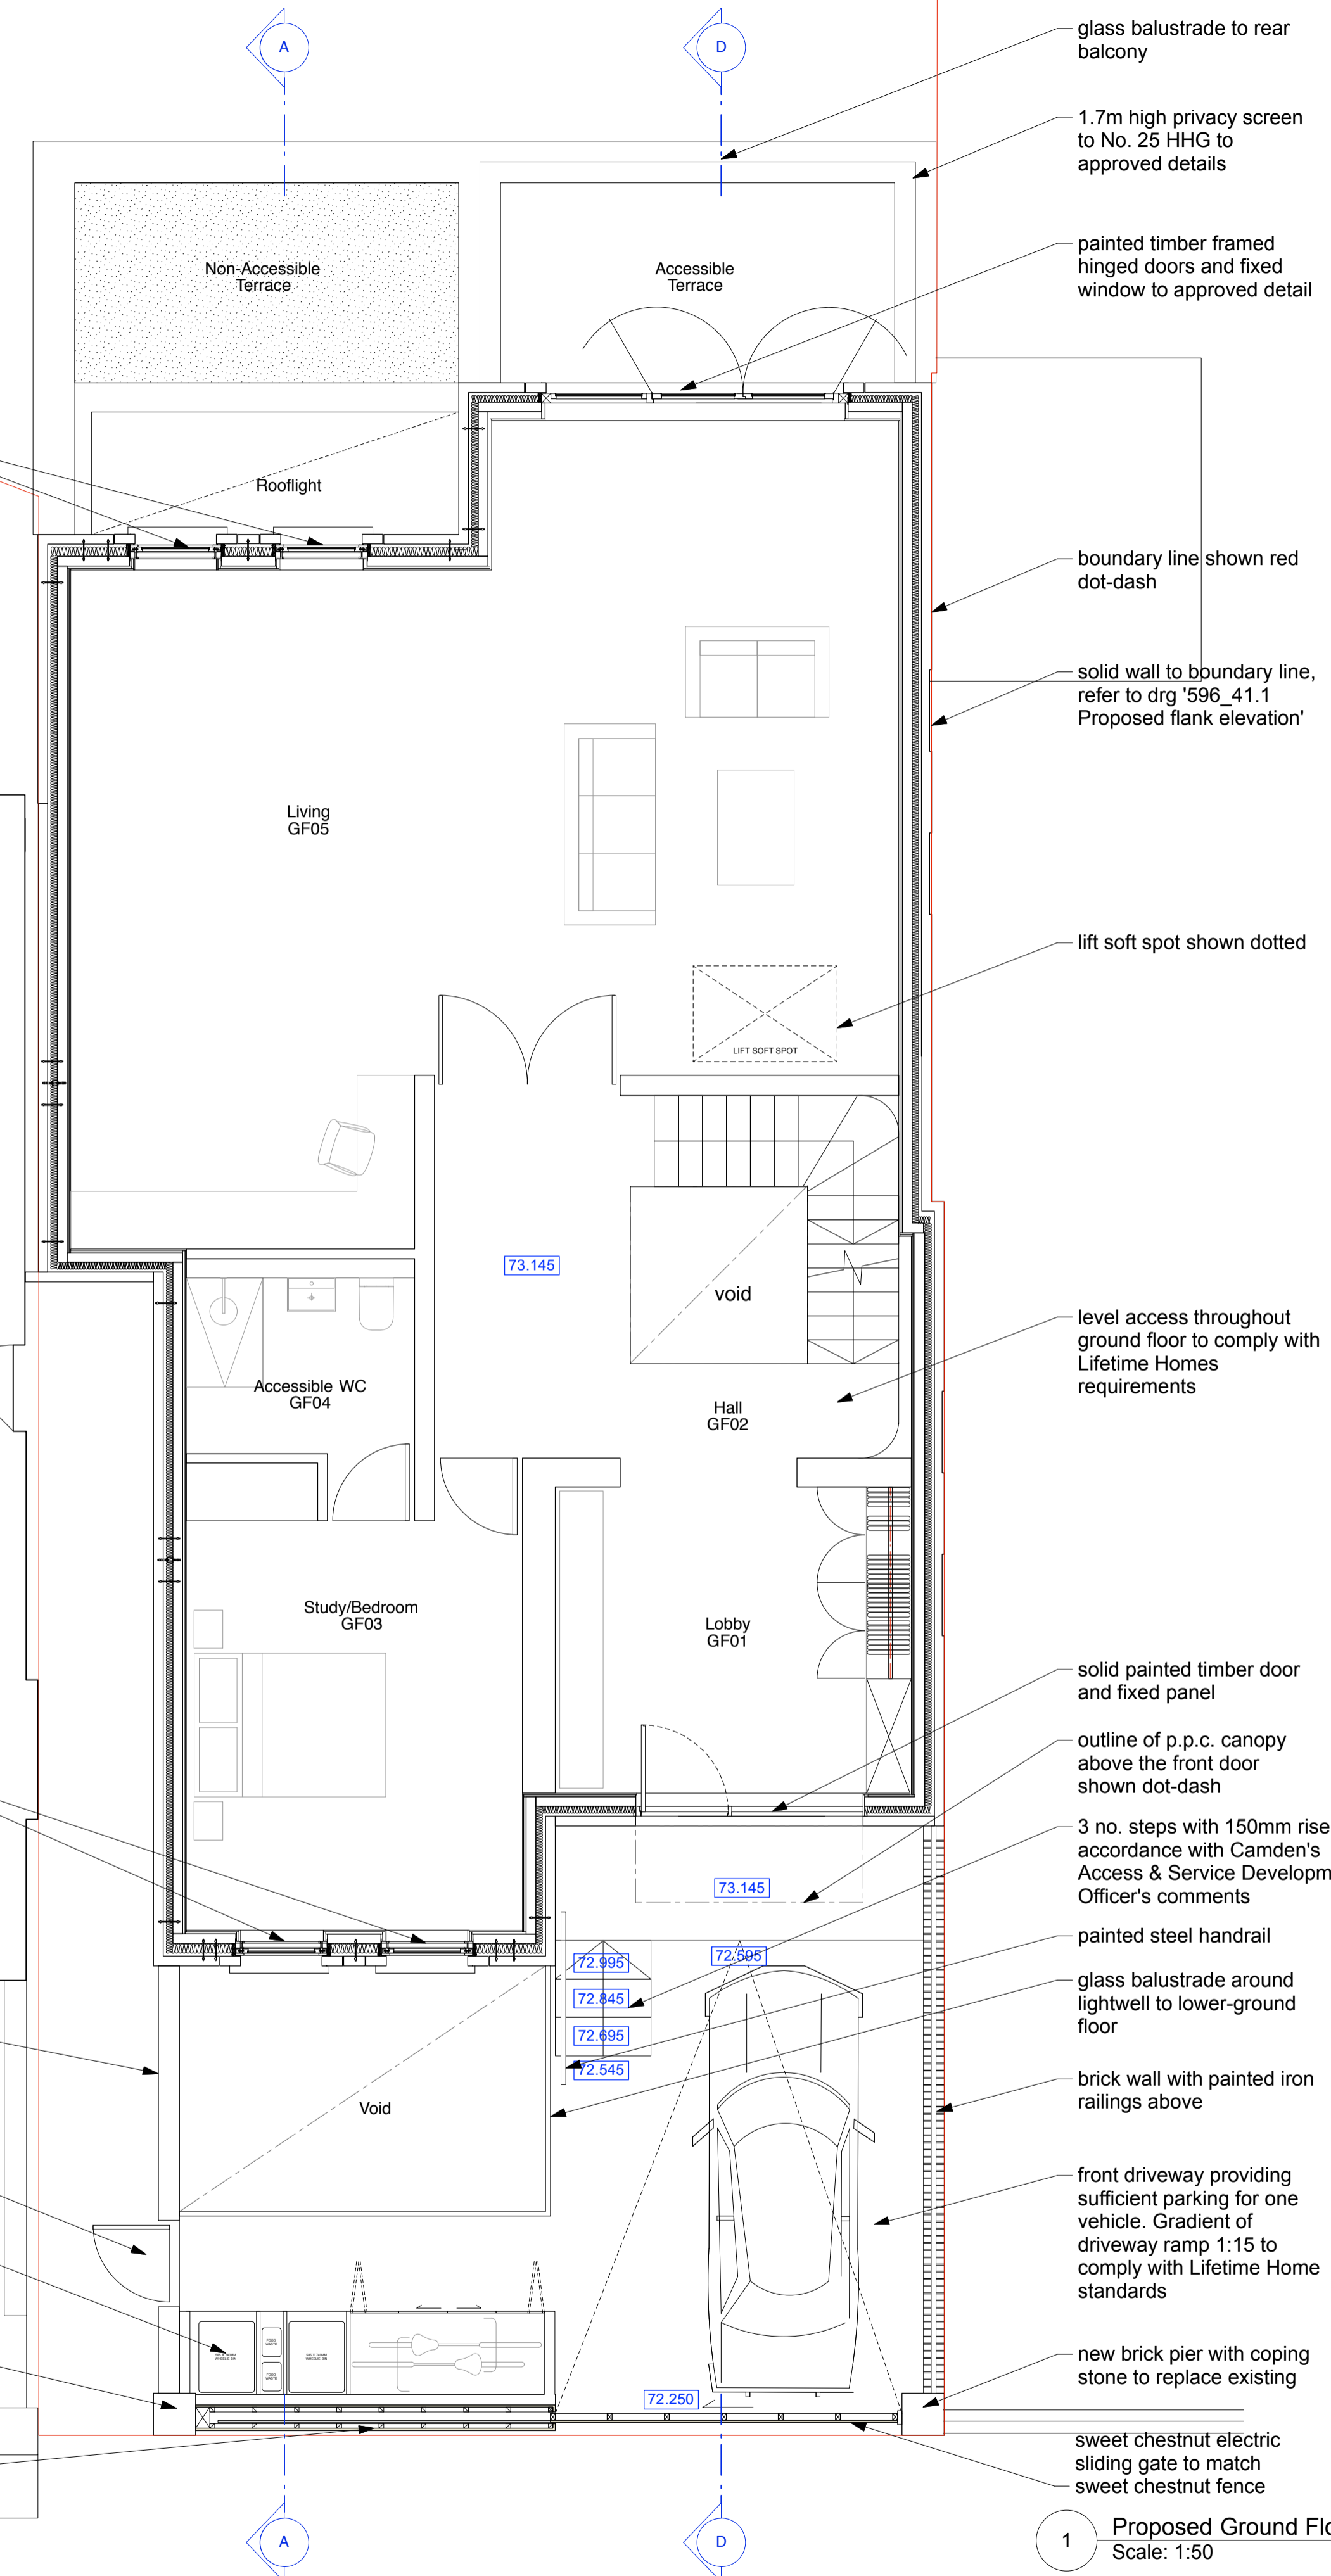 A
D
glass balustrade to rear
balcony
1.7m high privacy screen
to No. 25 HHG to
approved details
painted timber framed
hinged doors and fixed
window to approved detail
Non-Accessible
Terrace
Accessible
Terrace
Rooflight
boundary line shown red
dot-dash
solid wall to boundary line,
refer to drg '596_41.1
Proposed flank elevation'
Living
GF05
lift soft spot shown dotted
LIFT SOFT SPOT
73.145
void
level access throughout
ground floor to comply with
Lifetime Homes
requirements
Accessible WC
GF04
Hall
GF02
Study/Bedroom
GF03
Lobby
GF01
solid painted timber door
and fixed panel
outline of p.p.c. canopy
above the front door
shown dot-dash
3 no. steps with 150mm rise
accordance with Camden's
Access & Service Developm
Officer's comments
73.145
painted steel handrail
72.995
72.595
72.845
72.695
72.545
glass balustrade around
lightwell to lower-ground
floor
brick wall with painted iron
railings above
Void
front driveway providing
sufficient parking for one
vehicle. Gradient of
driveway ramp 1:15 to
comply with Lifetime Home
standards
FOOD
WASTE
FOOD
WASTE
WHEELIE BIN
WHEELIE BIN
new brick pier with coping
stone to replace existing
72.250
sweet chestnut electric
sliding gate to match
sweet chestnut fence
A
D
1
Proposed Ground Flo
Scale: 1:50